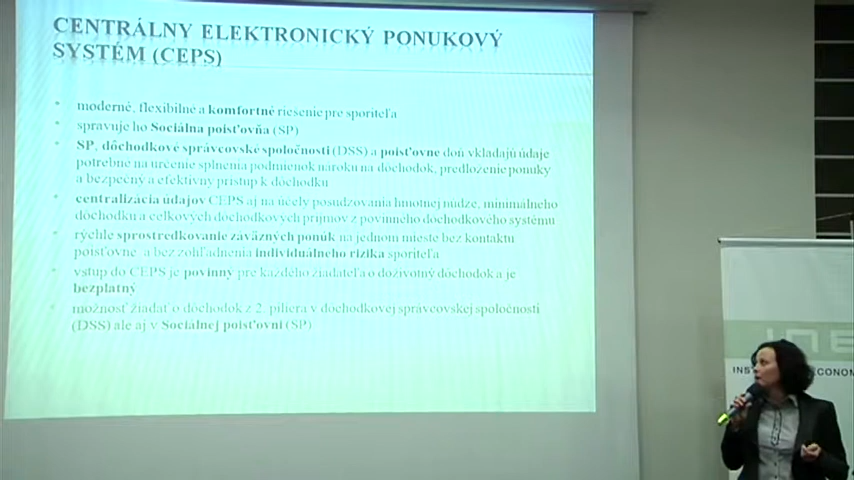 CENTRÁLNY ELEKTRONICKÝ PONUKOVÝ
SYSTÉM (CEPS)
• moderné, flexibilné a komfortné riešenie pre sporiteľa
• spravuje ho Sociálna poisťovňa (SP)
• SP, dôchodkové správcovské spoločnosti (DSS) a poisťovne doň vkladajú údaje
potrebné na určenie splnenia podmienok nároku na dôchodok, predloženie ponuky
a bezpečný a efektívny prístup k dôchodku
• centralizácia údajov CEPS aj na účely posudzovania hmotnej núdze, minimálneho
dôchodku a celkových dôchodkových príjmov z povinného dôchodkového systému
• rýchle sprostredkovanie záväzných ponúk na jednom mieste bez kontaktu
poisťovne a bez zohľadnenia individuálneho rizika sporiteľa
• vstup do CEPS je povinný pre každého žiadateľa o doživotný dôchodok a je
bezplatný
• možnosť žiadať o dôchodok z 2. piliera v dôchodkovej správcovskej spoločnosti
(DSS) ale aj v Sociálnej poisťovni (SP)
INE
INST ECONOM